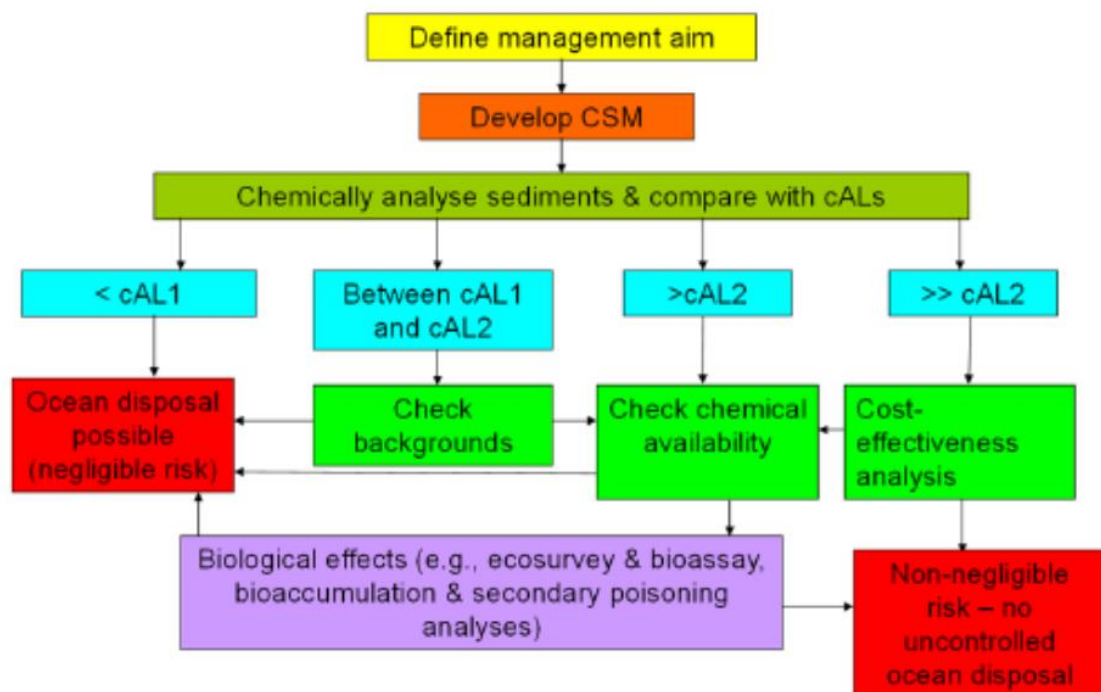 Define management aim
Develop CSM
Chemically analyse sediments & compare with cALs
< cAL1
Between cAL1
and cAL2
>cAL2
>> cAL2
Ocean disposal
possible
(negligible risk)
Check
backgrounds
Check chemical
availability
Cost-
effectiveness
analysis
Biological effects (e.g., ecosurvey & bioassay,
bioaccumulation & secondary poisoning
analyses)
Non-negligible
risk – no
uncontrolled
ocean disposal